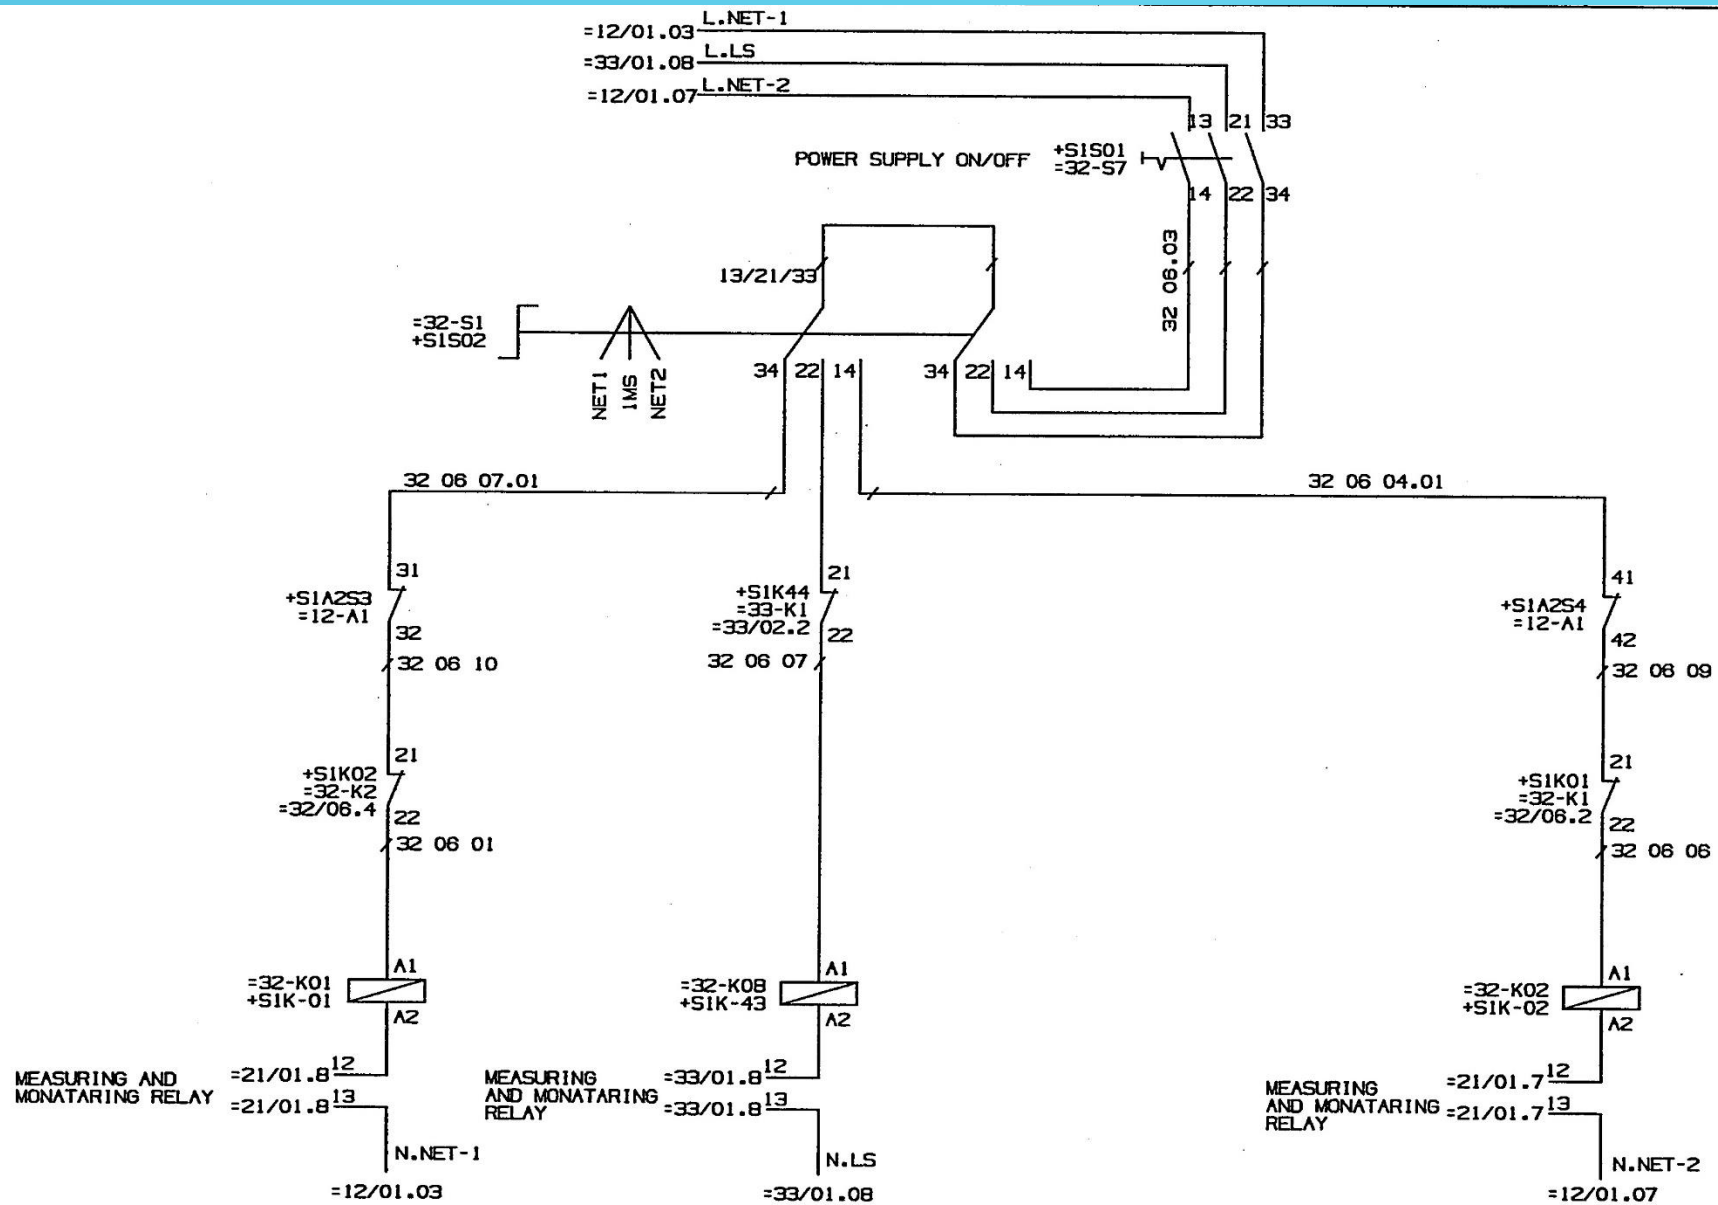 L.NET-1
=12/01.03
L.LS
=33/01.08
L.NET-2
=12/01.07
13 21 33
POWER SUPPLY ON/OFF
+S1S01
=32-S7
14 22 34
32 06.03
13/21/33
=32-S1
+S1S02
NET1
1MS
NET2
34 22 14
34 22 14
32 06 07.01
32 06 04.01
31
+S1A2S3
=12-A1
32
32 06 10
21
+S1K44
=33-K1
=33/02.2
22
32 06 07
41
+S1A2S4
=12-A1
42
32 06 09
21
+S1K02
=32-K2
=32/06.4
22
32 06 01
21
+S1K01
=32-K1
=32/06.2
22
32 06 06
A1
=32-K01
+S1K-01
A2
A1
=32-K08
+S1K-43
A2
A1
=32-K02
+S1K-02
A2
MEASURING AND
MONATARING RELAY
=21/01.8 12
=21/01.8 13
MEASURING
AND MONATARING
RELAY
=33/01.8 12
=33/01.8 13
MEASURING
AND MONATARING
RELAY
=21/01.7 12
=21/01.7 13
N.NET-1
=12/01.03
N.LS
=33/01.08
N.NET-2
=12/01.07